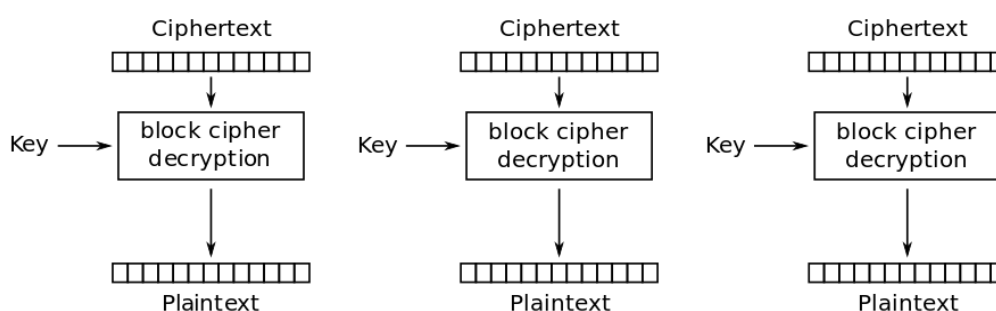 Ciphertext Ciphertext Ciphertext
Key block cipher decryption Key block cipher decryption Key block cipher decryption
Plaintext Plaintext Plaintext